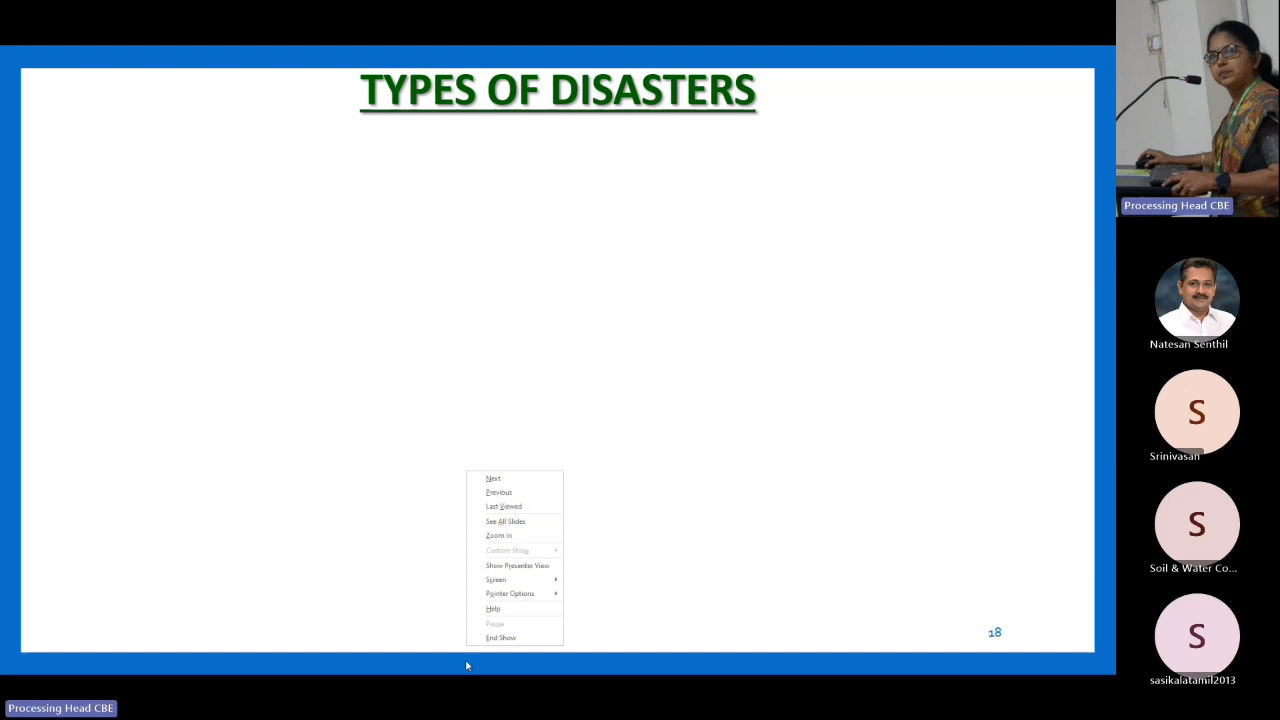 TYPES OF DISASTERS
Next
Previous
Last Viewed
See All Slides
Zoom In
Custom Show
Show Presenter View
Screen
Pointer Options
Help
Pause
End Show
18
Processing Head CBE
Natesan Senthil
S
Srinivasan
S
Soil & Water Co...
S
sasikalatamil2013
Processing Head CBE